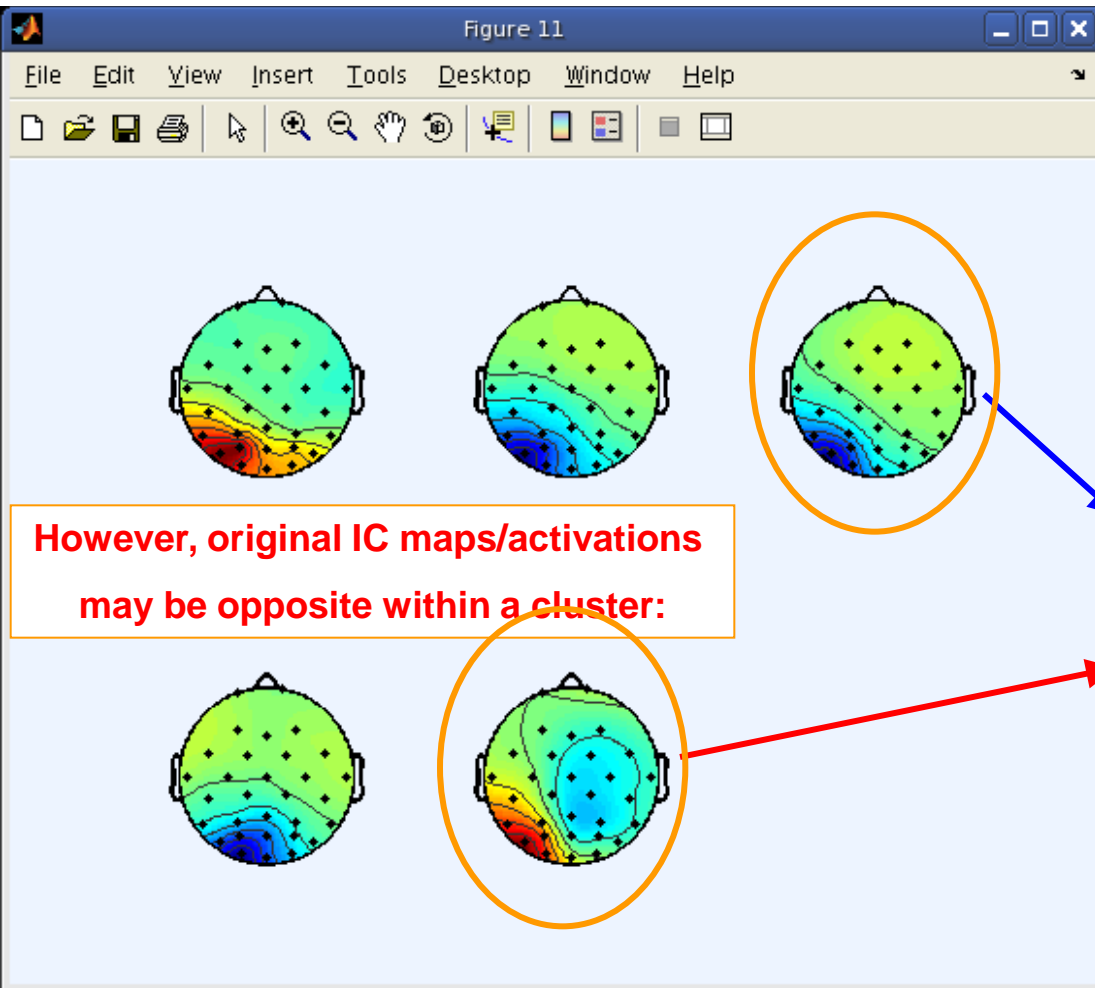 Figure 11
File Edit View Insert Tools Desktop Window Help
However, original IC maps/activations
may be opposite within a cluster: